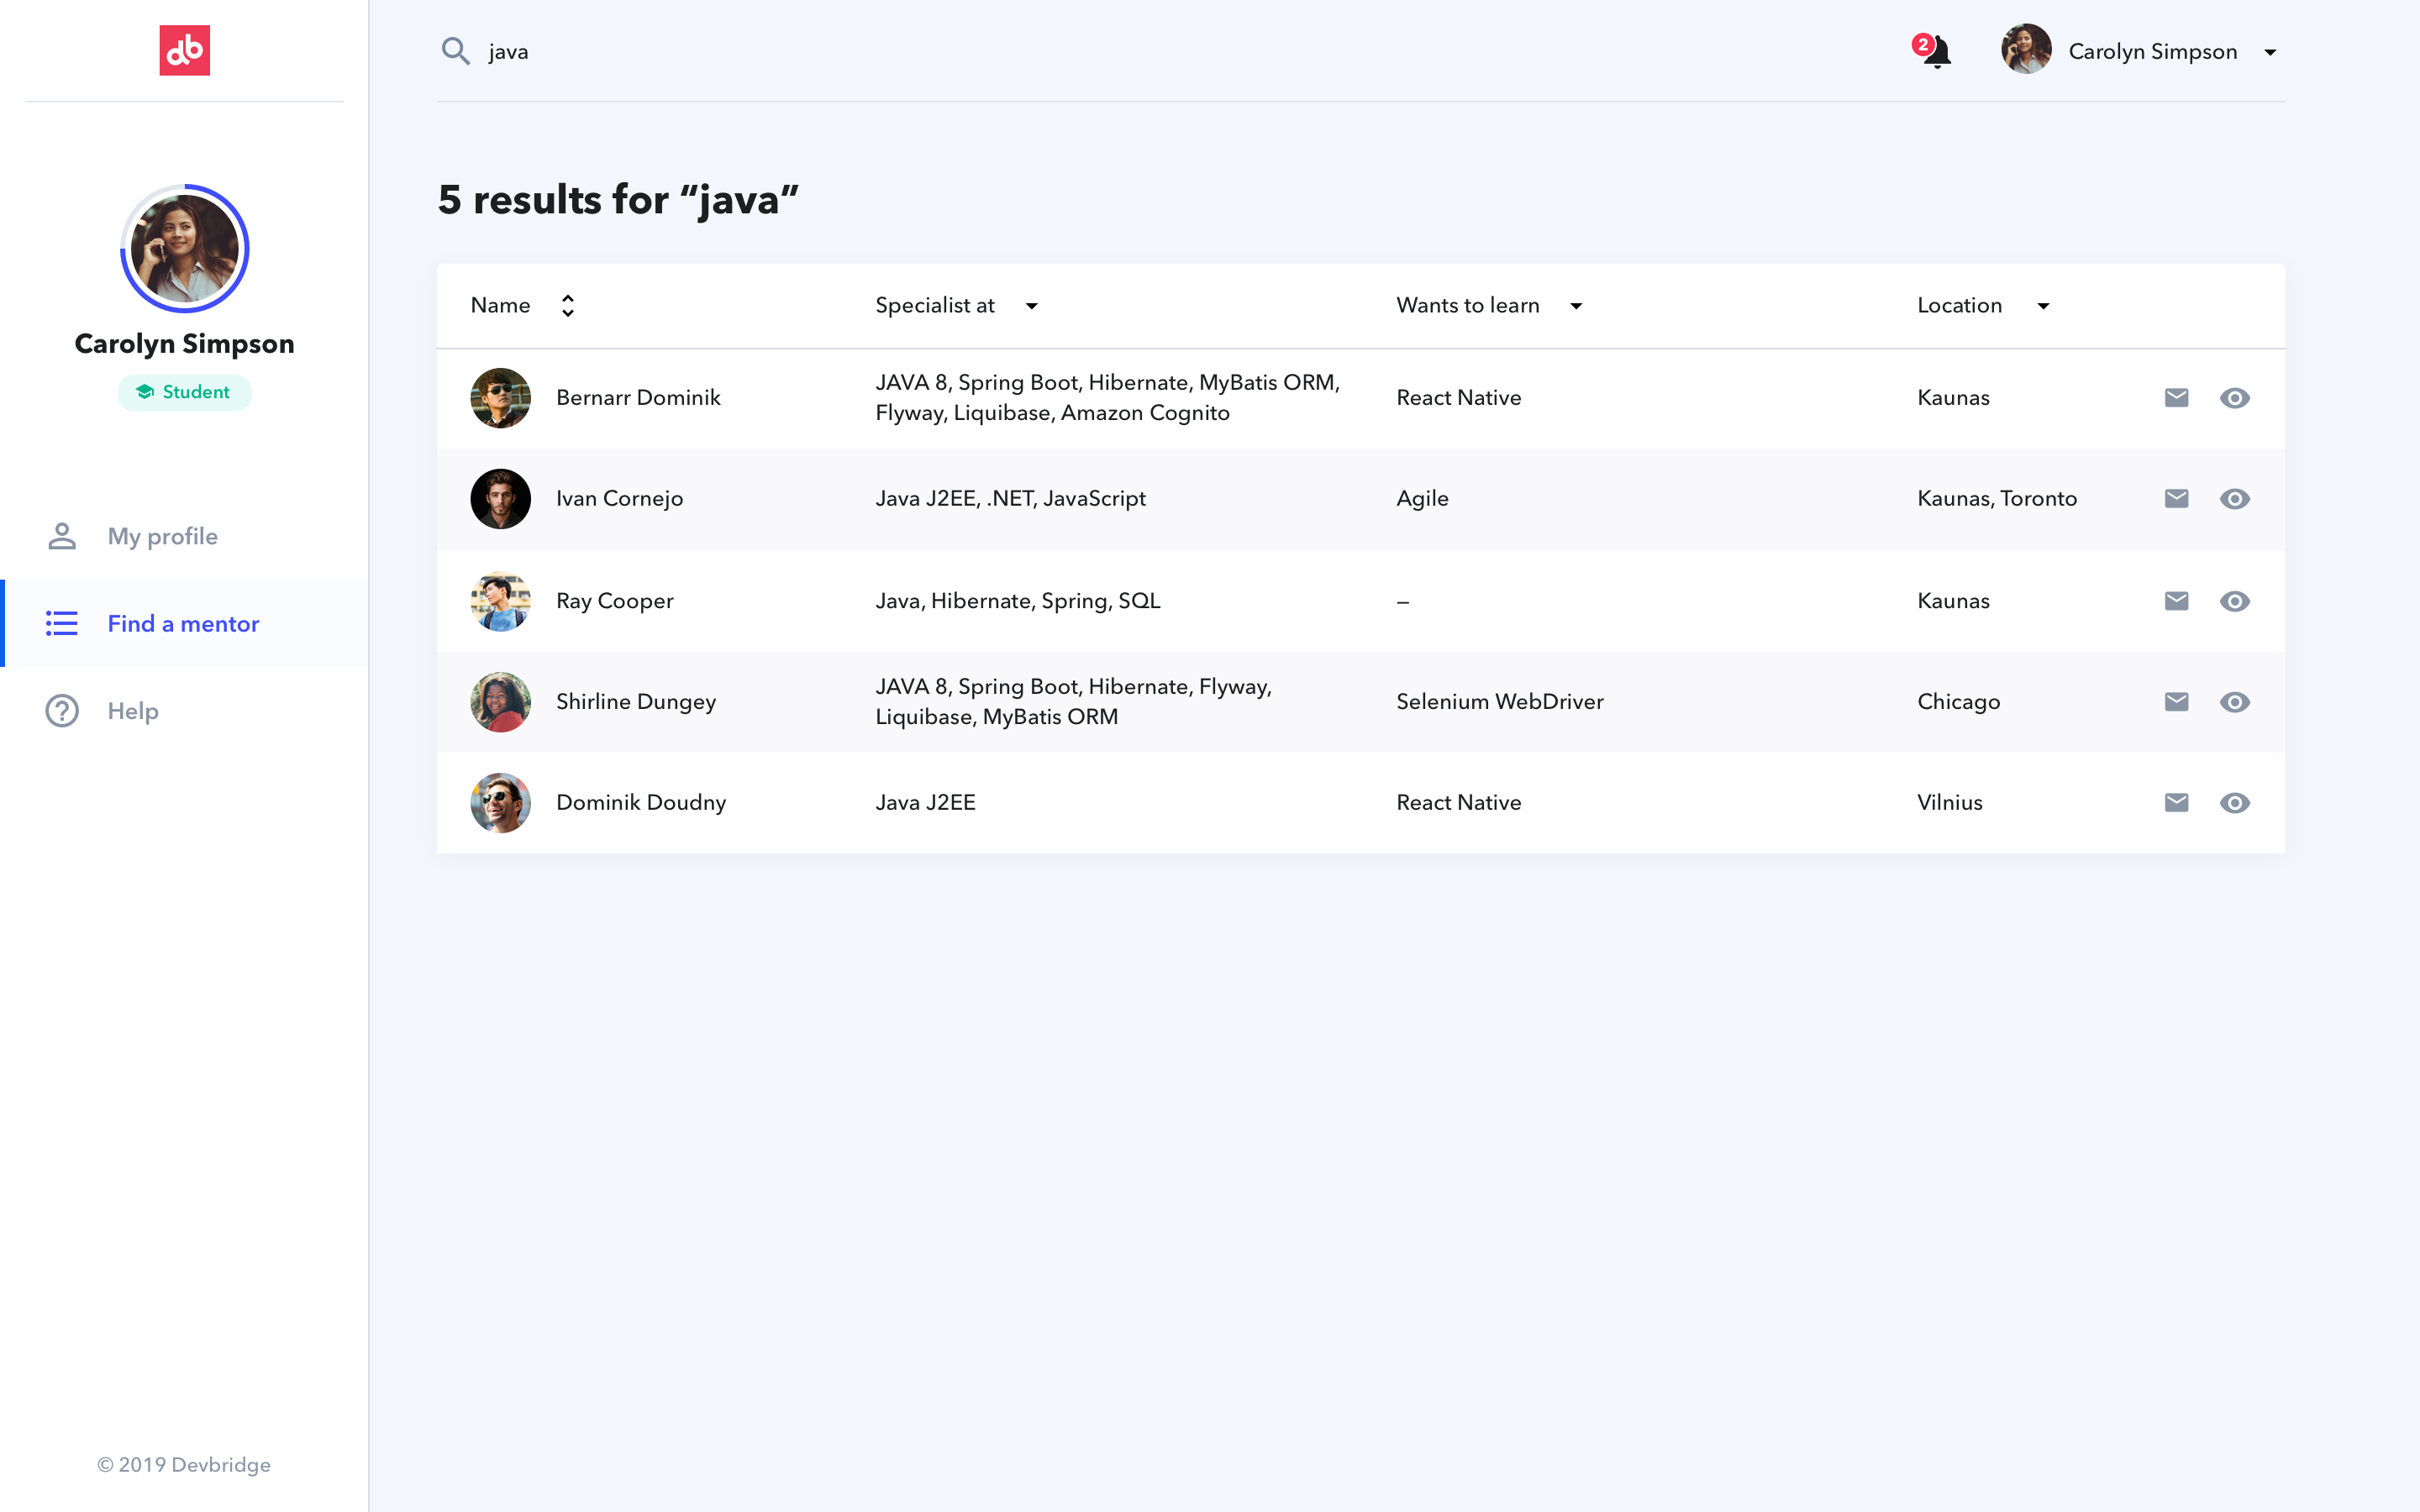 db
java
2
Carolyn Simpson
Carolyn Simpson
Student
My profile
Find a mentor
Help
© 2019 Devbridge
5 results for “java”
Name
Specialist at
Wants to learn
Location
Bernarr Dominik
JAVA 8, Spring Boot, Hibernate, MyBatis ORM,
Flyway, Liquibase, Amazon Cognito
React Native
Kaunas
Ivan Cornejo
Java J2EE, .NET, JavaScript
Agile
Kaunas, Toronto
Ray Cooper
Java, Hibernate, Spring, SQL
–
Kaunas
Shirline Dungey
JAVA 8, Spring Boot, Hibernate, Flyway,
Liquibase, MyBatis ORM
Selenium WebDriver
Chicago
Dominik Doudny
Java J2EE
React Native
Vilnius